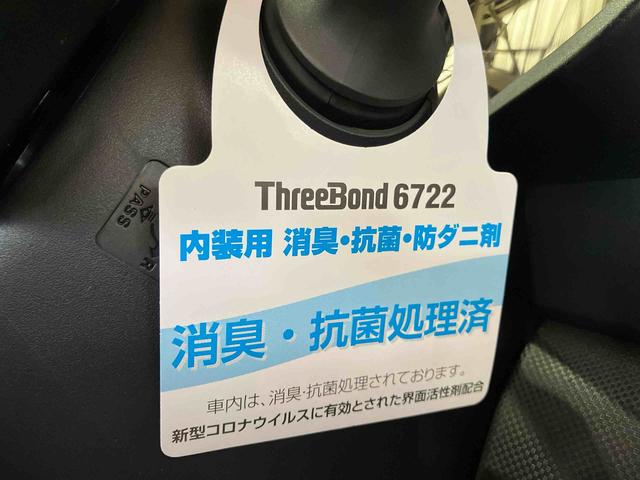 ThreeBond 6722
内装用 消臭・抗菌・防ダニ剤
消臭・抗菌処理済
車内は、消臭・抗菌処理されております。
新型コロナウイルスに有効とされた界面活性剤配合
PASS
R